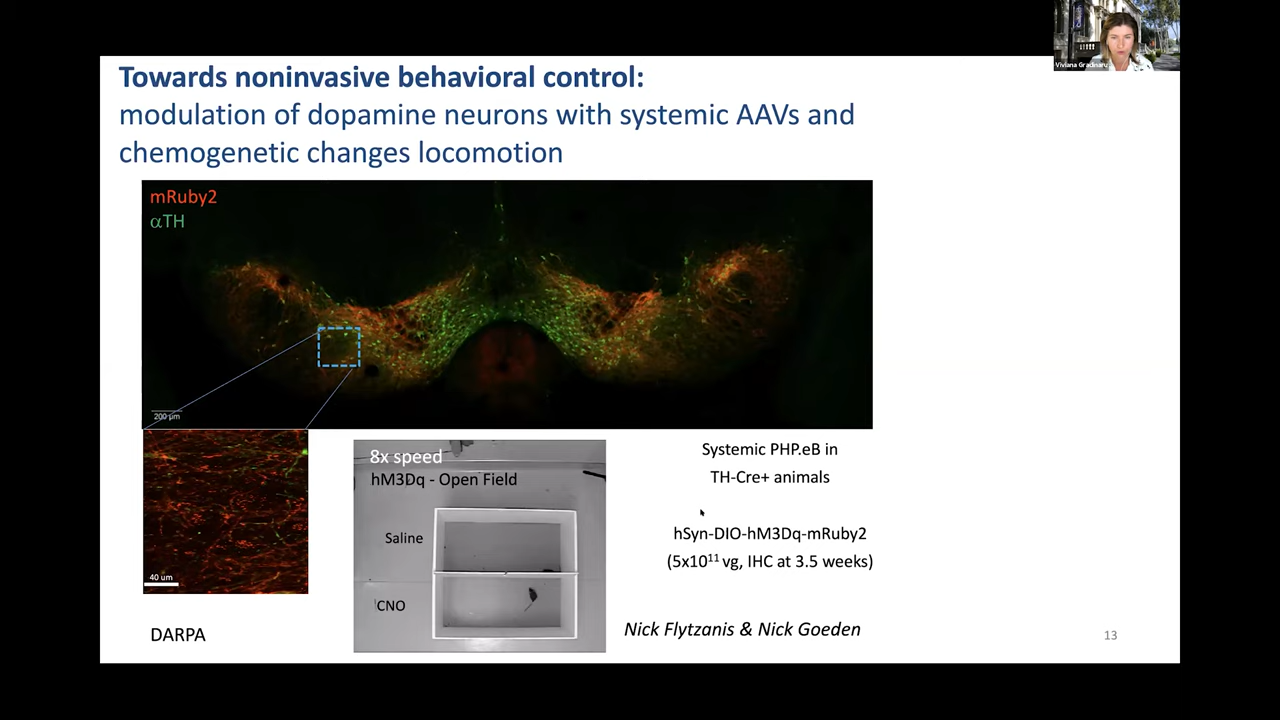 Viviana Gradinaru
Towards noninvasive behavioral control:
modulation of dopamine neurons with systemic AAVs and
chemogenetic changes locomotion
mRuby2
αTH
200 µm
40 um
8x speed
hM3Dq - Open Field
Saline
CNO
Systemic PHP.eB in
TH-Cre+ animals
hSyn-DIO-hM3Dq-mRuby2
(5x10¹¹ vg, IHC at 3.5 weeks)
DARPA
Nick Flytzanis & Nick Goeden
13